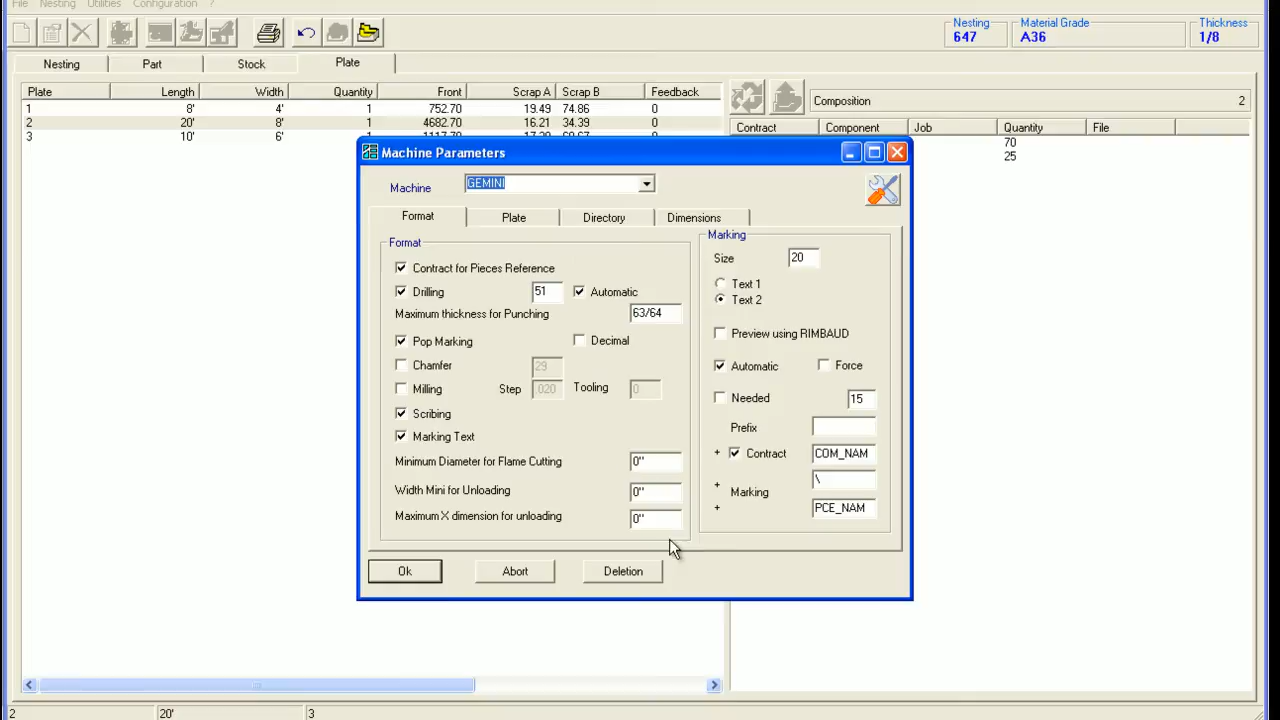 File Nesting Utilities Configuration ?
Nesting
647
Material Grade
A36
Thickness
1/8
Nesting Part Stock Plate
Plate Length Width Quantity Front Scrap A Scrap B Feedback
1 8' 4' 1 752.70 19.49 74.86 0
2 20' 8' 1 4682.70 16.21 34.39 0
3 10' 6' 1
Composition 2
Contract Component Job Quantity File
70
25
Machine Parameters
Machine GEMINI
Format Plate Directory Dimensions
Format
Contract for Pieces Reference
Drilling 51 Automatic
Maximum thickness for Punching 63/64
Pop Marking Decimal
Chamfer 29
Milling Step .020 Tooling 0
Scribing
Marking Text
Minimum Diameter for Flame Cutting 0"
Width Mini for Unloading 0"
Maximum X dimension for unloading 0"
Marking
Size 20
Text 1
Text 2
Preview using RIMBAUD
Automatic Force
Needed 15
Prefix
+ Contract COM_NAM
+ Marking \
+ PCE_NAM
Ok Abort Deletion
2 20' 3